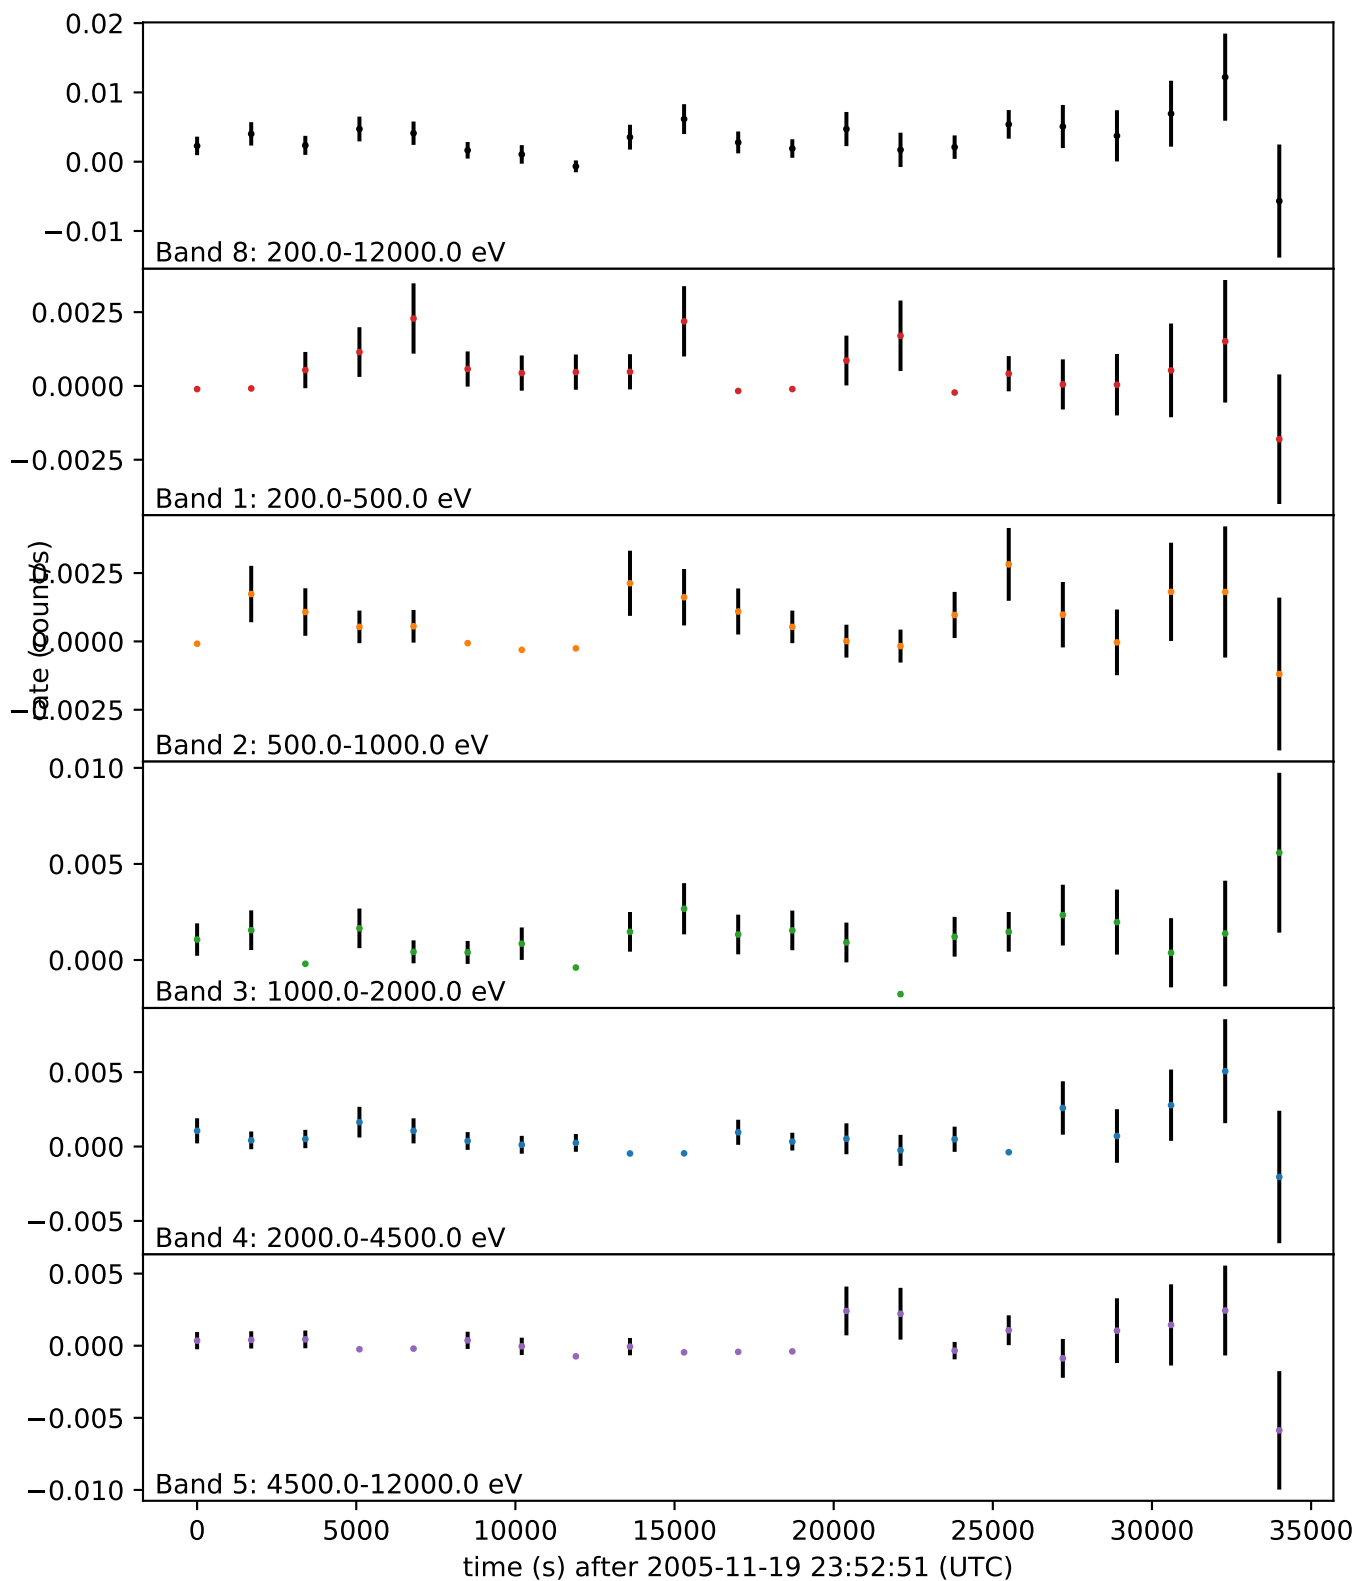 0.02
0.01
0.00
−0.01
Band 8: 200.0-12000.0 eV
0.0025
0.0000
−0.0025
Band 1: 200.0-500.0 eV
rate (count/s)
0.0025
0.0000
−0.0025
Band 2: 500.0-1000.0 eV
0.010
0.005
0.000
Band 3: 1000.0-2000.0 eV
0.005
0.000
−0.005
Band 4: 2000.0-4500.0 eV
0.005
0.000
−0.005
−0.010
Band 5: 4500.0-12000.0 eV
0 5000 10000 15000 20000 25000 30000 35000
time (s) after 2005-11-19 23:52:51 (UTC)